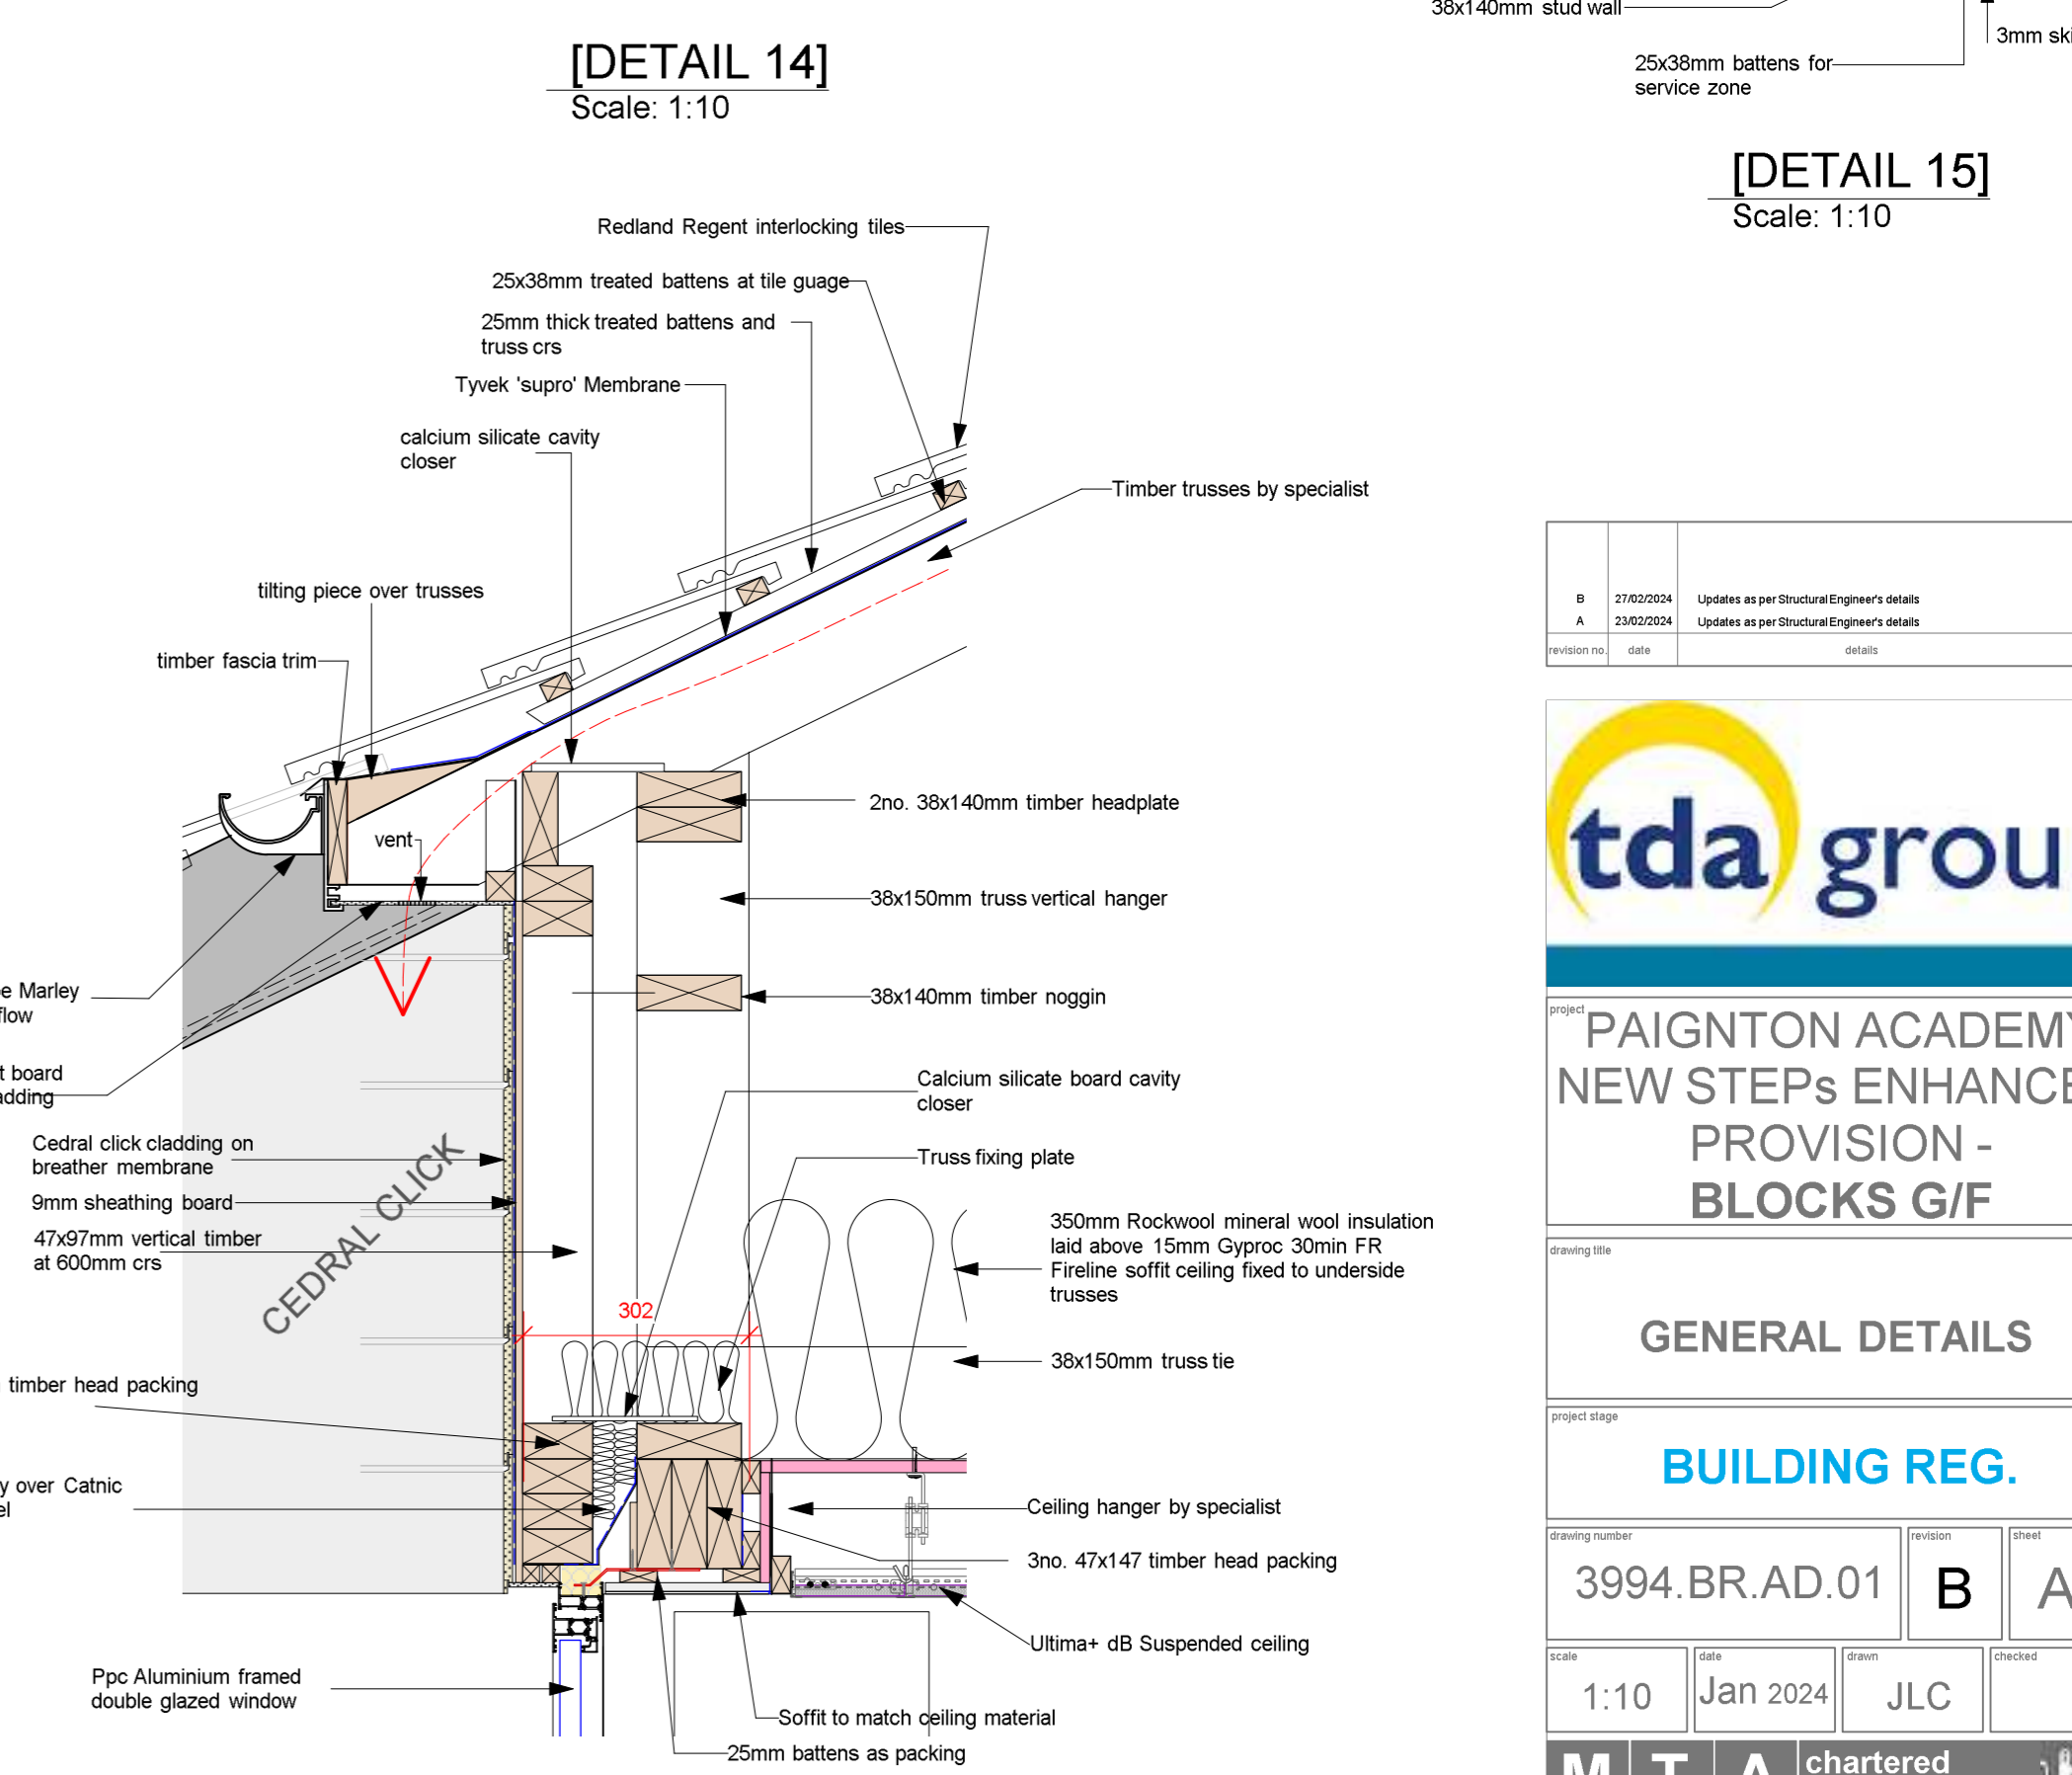 38x140mm stud wall
3mm ski
25x38mm battens for
service zone
[DETAIL 14]
Scale: 1:10
[DETAIL 15]
Scale: 1:10
Redland Regent interlocking tiles
25x38mm treated battens at tile guage
25mm thick treated battens and
truss crs
Tyvek 'supro' Membrane
calcium silicate cavity
closer
Timber trusses by specialist
tilting piece over trusses
timber fascia trim
vent
2no. 38x140mm timber headplate
38x150mm truss vertical hanger
38x140mm timber noggin
e Marley
flow
t board
adding
Calcium silicate board cavity
closer
Truss fixing plate
Cedral click cladding on
breather membrane
9mm sheathing board
47x97mm vertical timber
at 600mm crs
CEDRAL CLICK
350mm Rockwool mineral wool insulation
laid above 15mm Gyproc 30min FR
Fireline soffit ceiling fixed to underside
trusses
302
38x150mm truss tie
timber head packing
y over Catnic
el
Ceiling hanger by specialist
3no. 47x147 timber head packing
Ultima+ dB Suspended ceiling
Ppc Aluminium framed
double glazed window
Soffit to match ceiling material
25mm battens as packing
B 27/02/2024 Updates as per Structural Engineer's details
A 23/02/2024 Updates as per Structural Engineer's details
revision no. date details
tda grou
project
PAIGNTON ACADEMY
NEW STEPs ENHANCE
PROVISION -
BLOCKS G/F
drawing title
GENERAL DETAILS
project stage
BUILDING REG.
drawing number revision sheet
3994.BR.AD.01 B A
scale date drawn checked
1:10 Jan 2024 JLC
M T A chartered